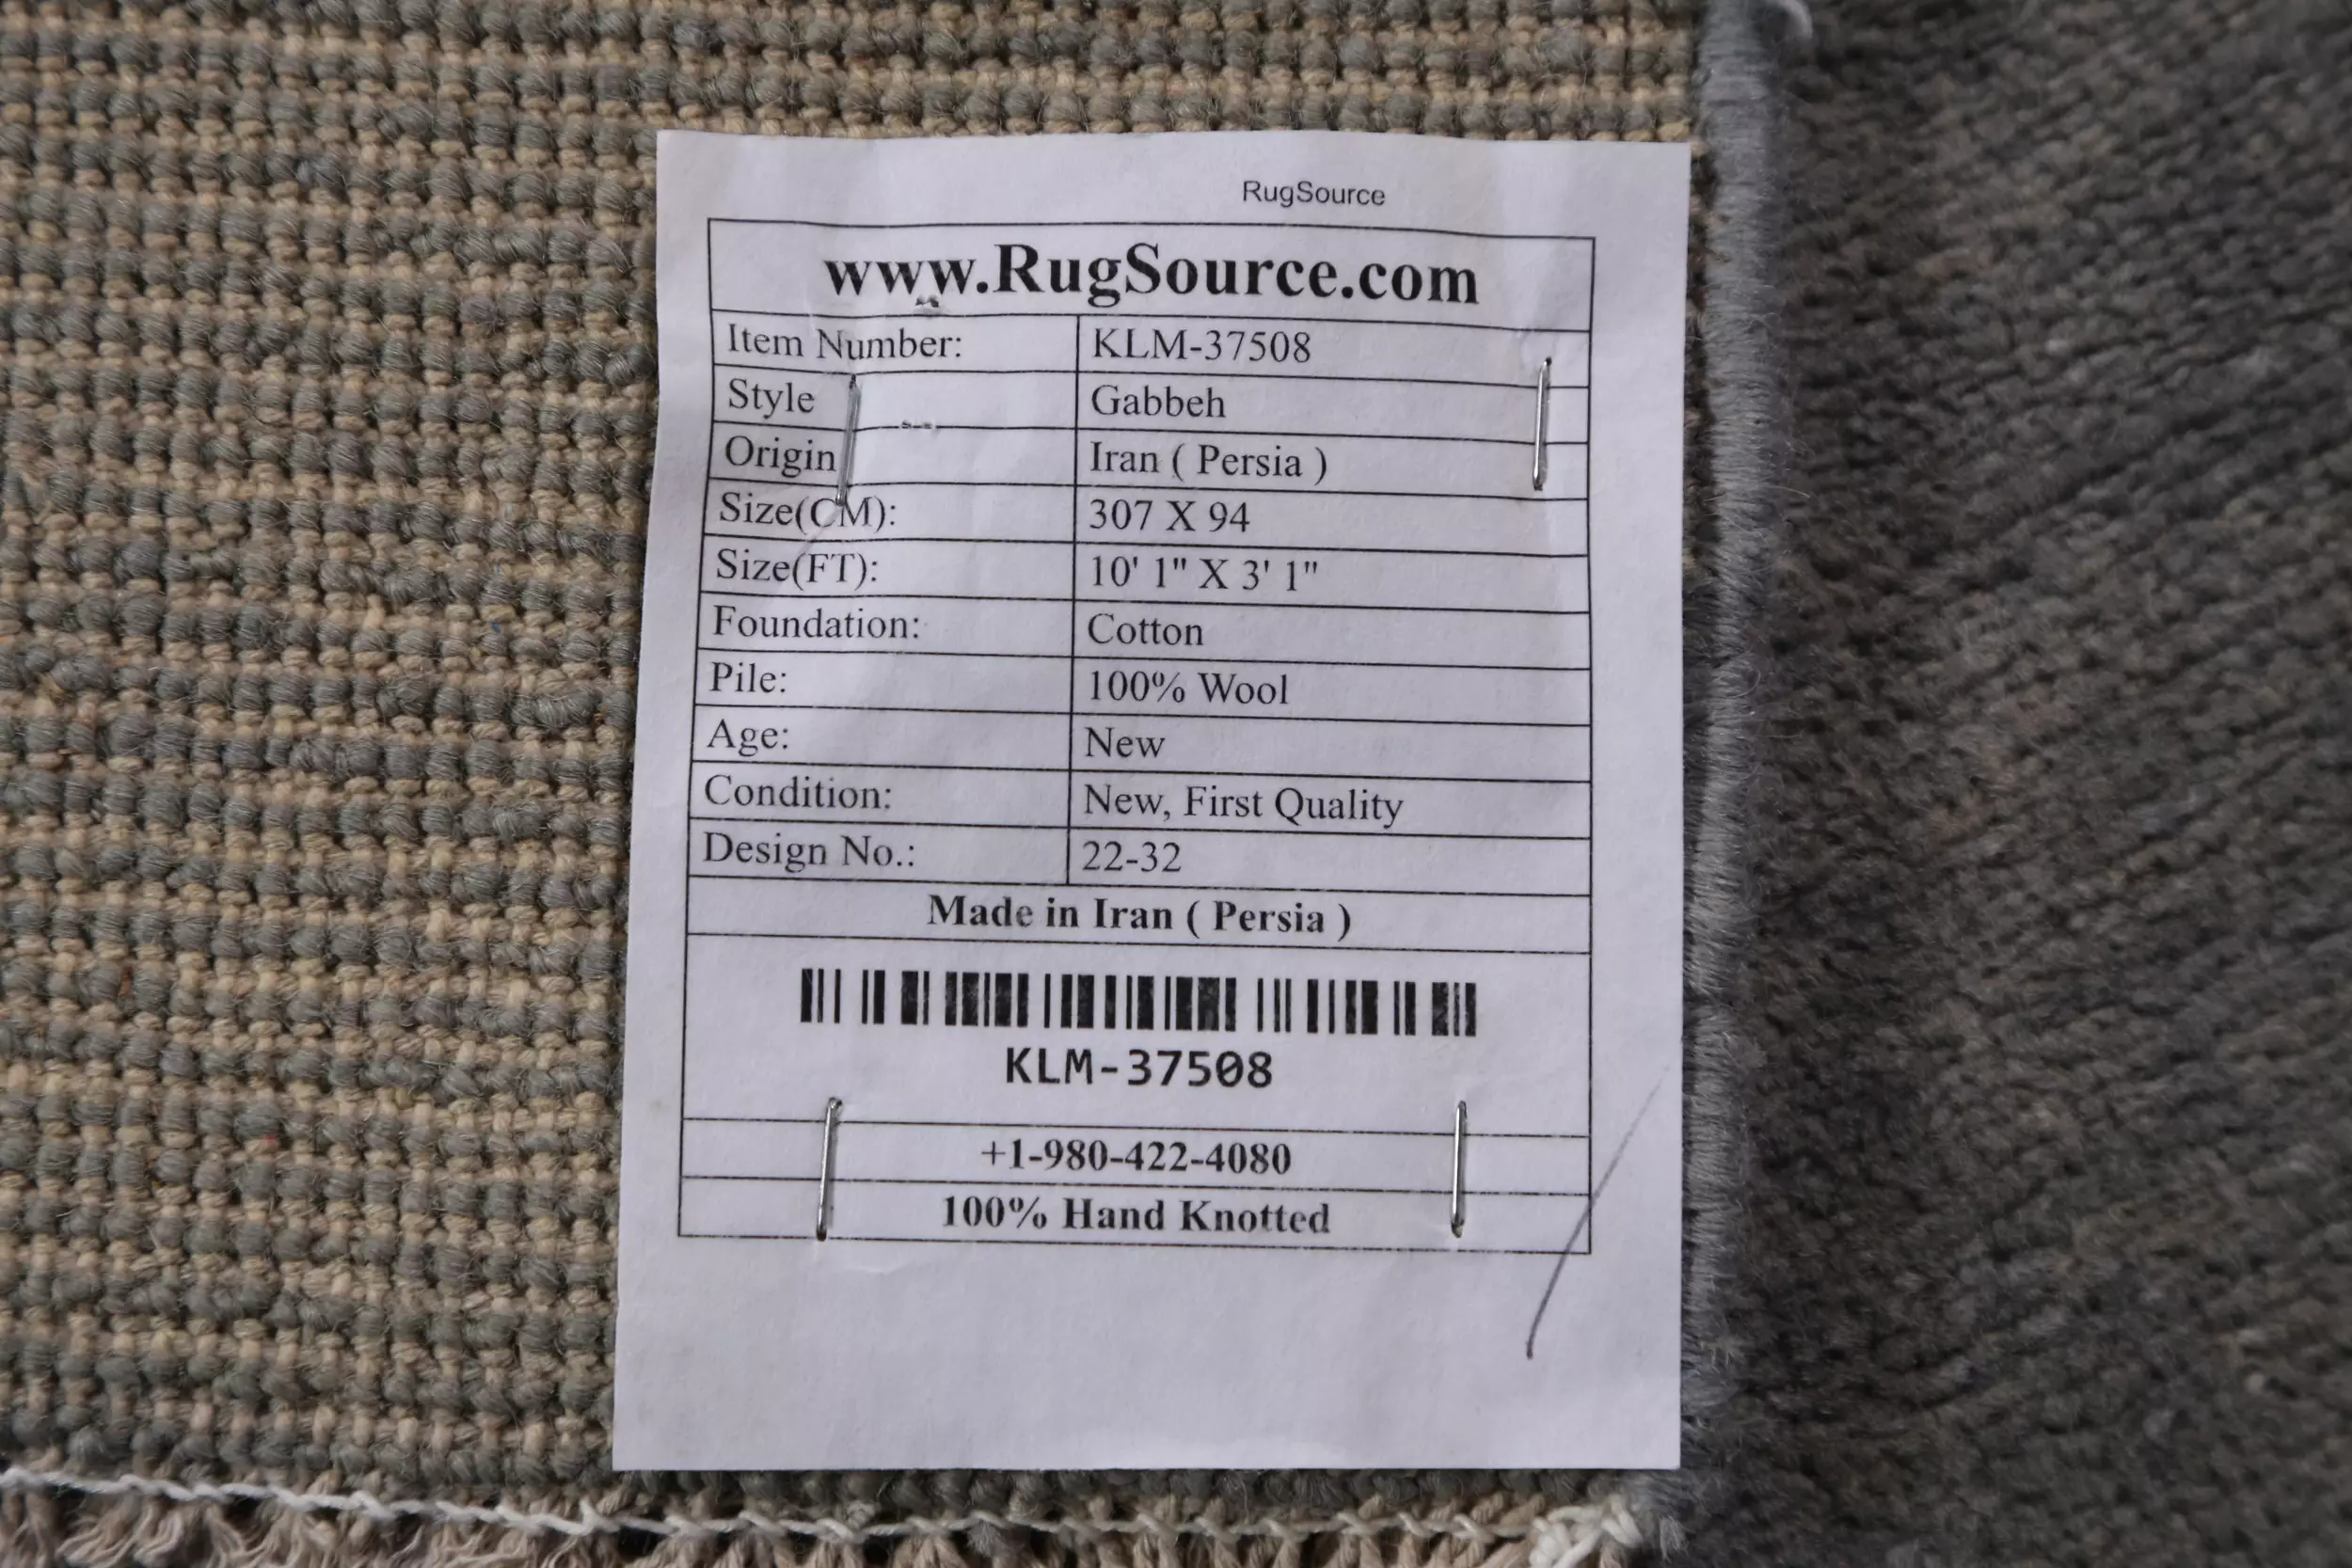 RugSource
www.RugSource.com
Item Number: KLM-37508
Style Gabbeh
Origin Iran ( Persia )
Size(CM): 307 X 94
Size(FT): 10' 1" X 3' 1"
Foundation: Cotton
Pile: 100% Wool
Age: New
Condition: New, First Quality
Design No.: 22-32
Made in Iran ( Persia )
KLM-37508
+1-980-422-4080
100% Hand Knotted